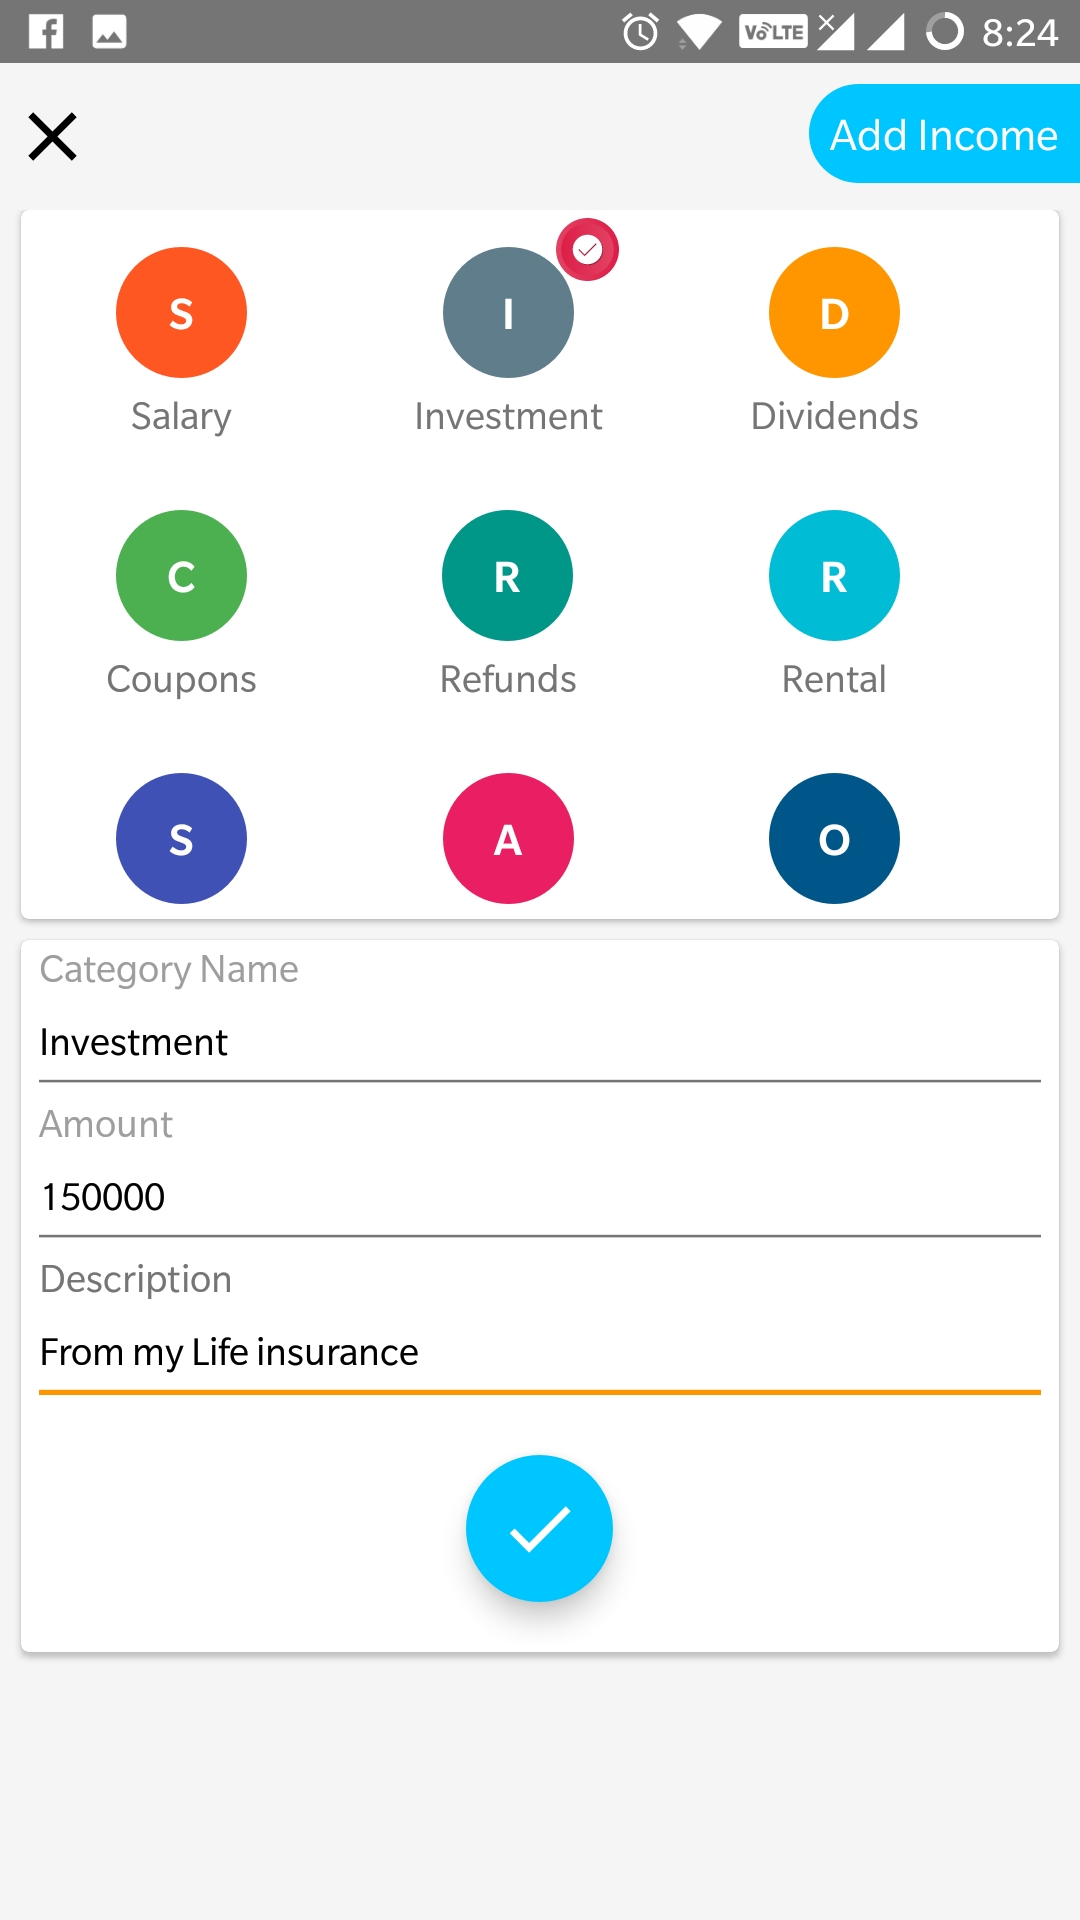 VoLTE 8:24
Add Income
S I D
Salary Investment Dividends
C R R
Coupons Refunds Rental
S A O
Category Name
Investment
Amount
150000
Description
From my Life insurance